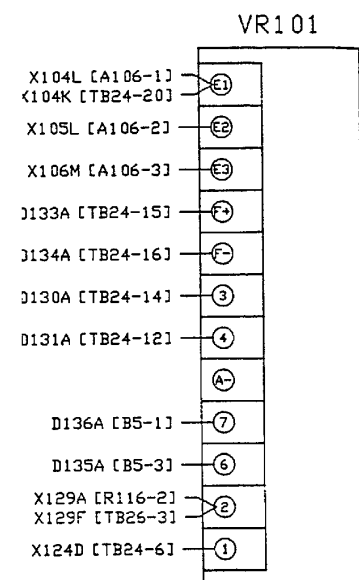 VR101
X104L [A106-1]
X104K [TB24-20]
E1
X105L [A106-2]
E2
X106M [A106-3]
E3
D133A [TB24-15]
F+
D134A [TB24-16]
F-
D130A [TB24-14]
3
D131A [TB24-12]
4
A-
D136A [B5-1]
7
D135A [B5-3]
6
X129A [R116-2]
X129F [TB26-3]
2
X124D [TB24-6]
1